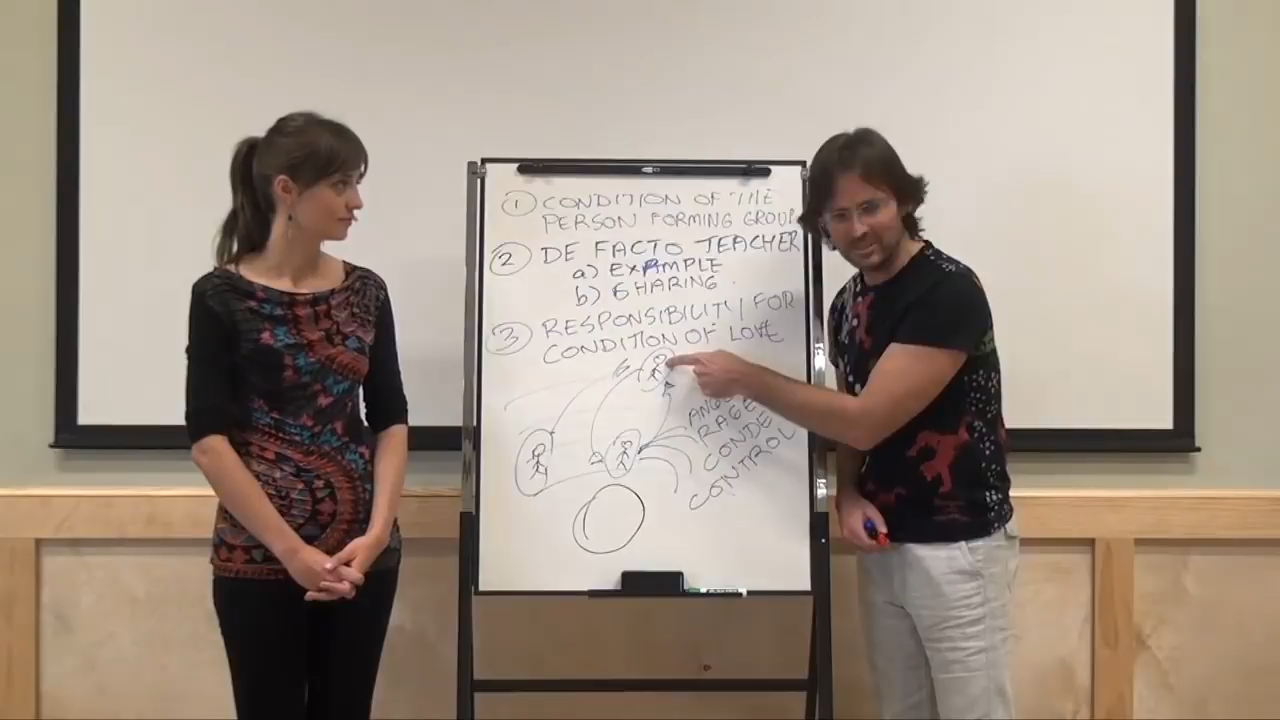 ① CONDITION OF THE
PERSON FORMING GROUP
② DE FACTO TEACHER
a) EXAMPLE
b) SHARING
③ RESPONSIBILITY FOR
CONDITION OF LOVE
RAGE
CONTROL